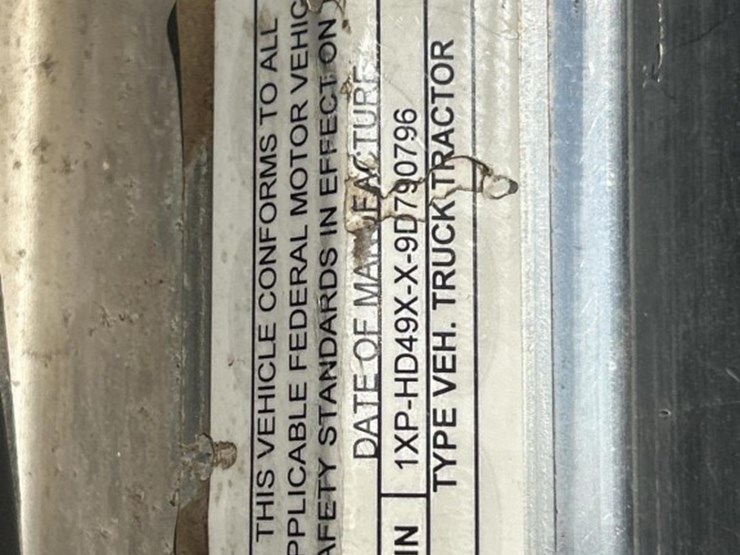 THIS VEHICLE CONFORMS TO ALL
PPLICABLE FEDERAL MOTOR VEHIC
AFETY STANDARDS IN EFFECT ON
DATE OF MANUFACTURE
IN 1XP-HD49X-X-9D790796
TYPE VEH. TRUCK TRACTOR